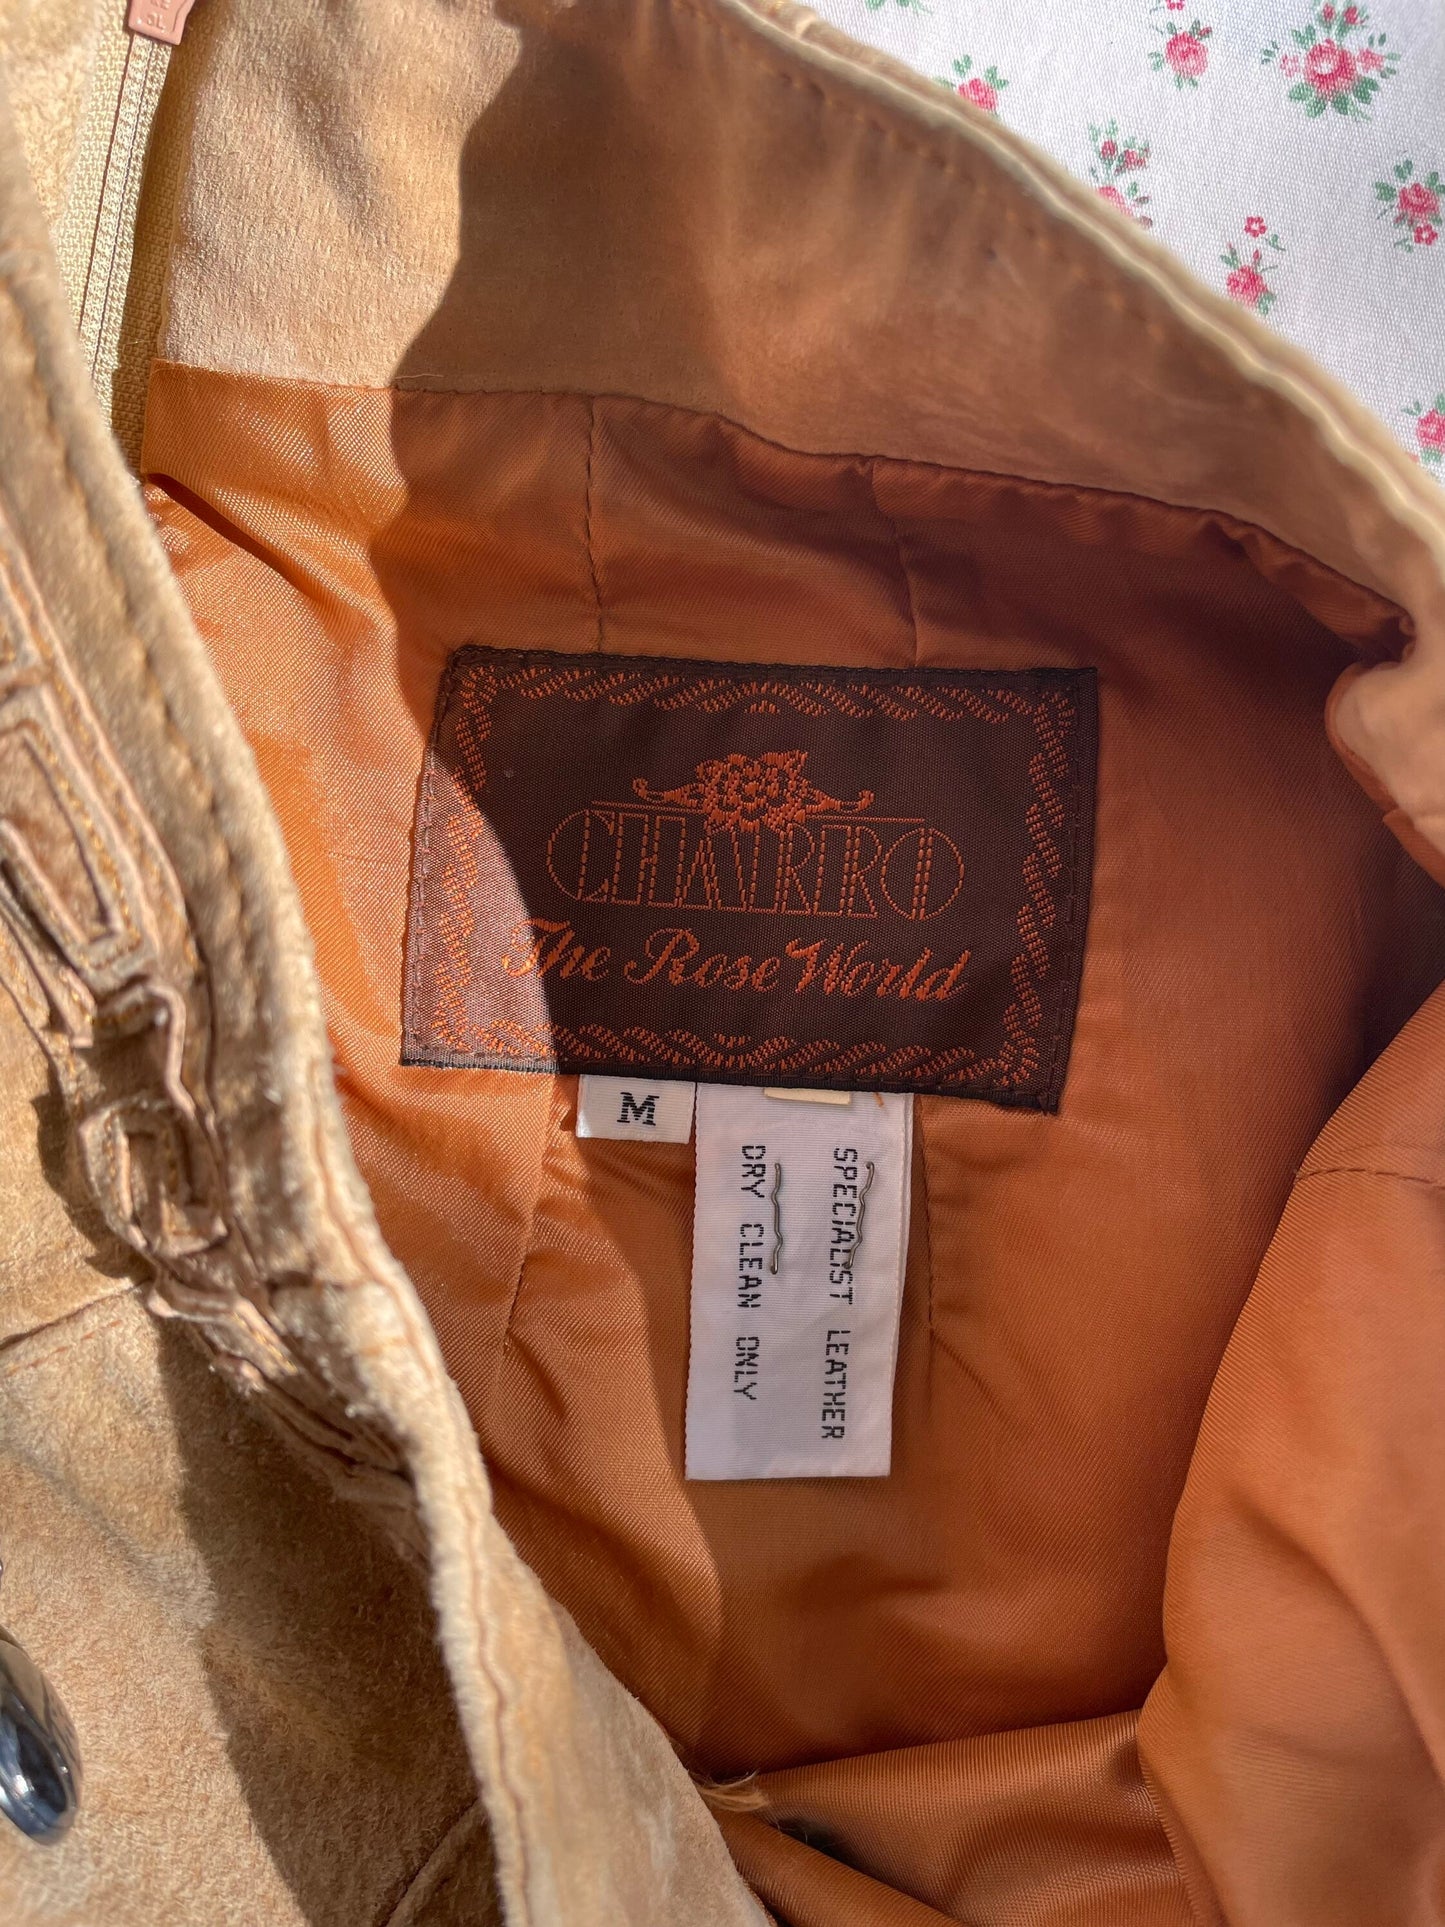 CHARRO
The Rose World
M
SPECIALIST LEATHER
DRY CLEAN ONLY